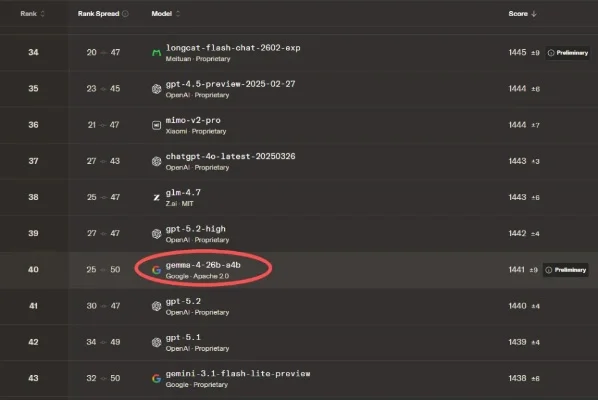 Rank Rank Spread Model Score
34 20 47 longcat-flash-chat-2602-exp 1445 ±9 Preliminary
Meituan · Proprietary
35 23 45 gpt-4.5-preview-2025-02-27 1444 ±6
OpenAI · Proprietary
36 21 47 mimo-v2-pro 1444 ±7
Xiaomi · Proprietary
37 27 43 chatgpt-4o-latest-20250326 1443 ±3
OpenAI · Proprietary
38 25 47 glm-4.7 1443 ±6
Z.ai · MIT
39 27 47 gpt-5.2-high 1442 ±4
OpenAI · Proprietary
40 25 50 gemma-4-26b-a4b 1441 ±9 Preliminary
Google · Apache 2.0
41 30 47 gpt-5.2 1440 ±4
OpenAI · Proprietary
42 34 49 gpt-5.1 1439 ±4
OpenAI · Proprietary
43 32 50 gemini-3.1-flash-lite-preview 1438 ±6
Google · Proprietary